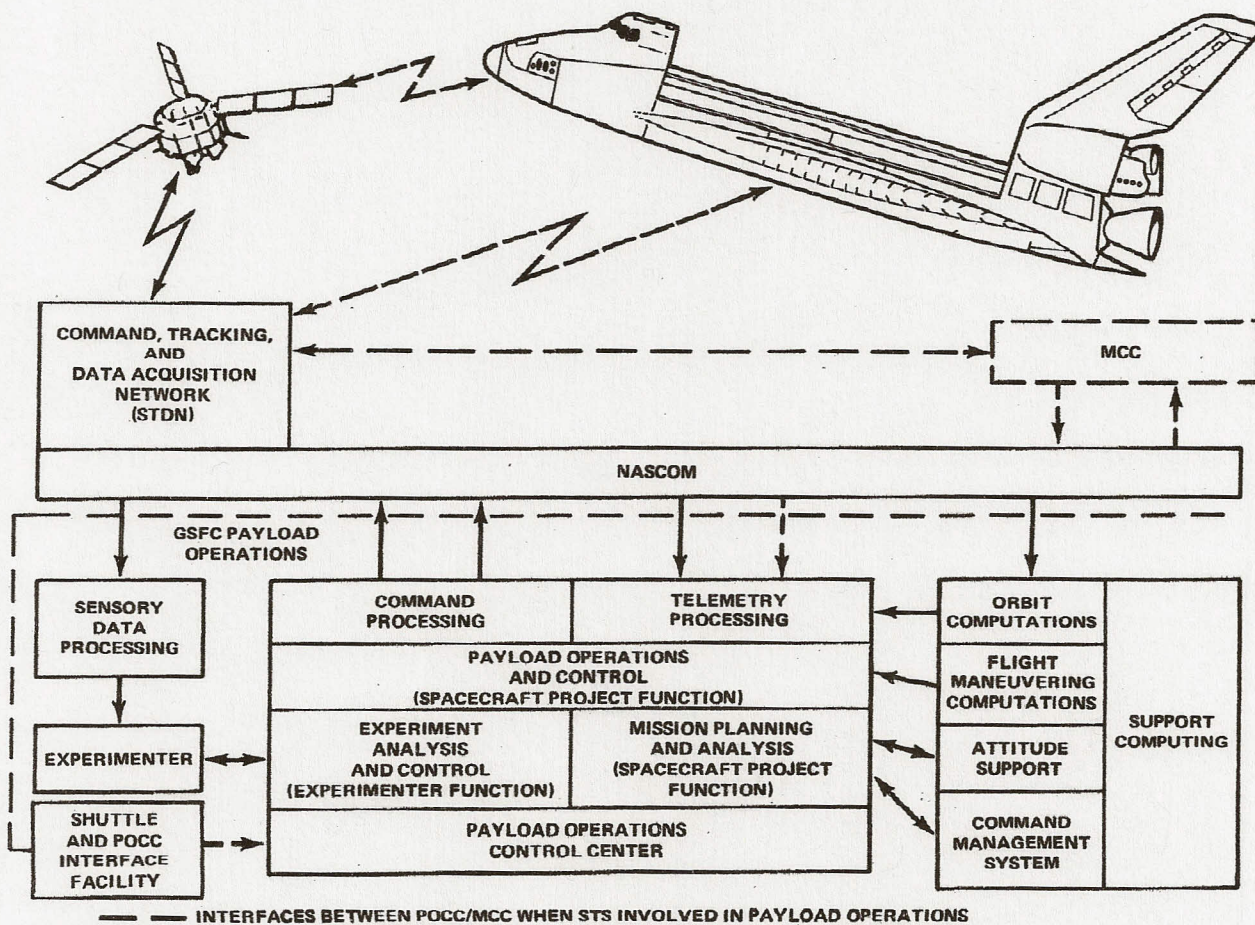 COMMAND, TRACKING,
AND
DATA ACQUISITION
NETWORK
(STDN)
MCC
NASCOM
GSFC PAYLOAD
OPERATIONS
SENSORY
DATA
PROCESSING
COMMAND
PROCESSING
TELEMETRY
PROCESSING
ORBIT
COMPUTATIONS
PAYLOAD OPERATIONS
AND CONTROL
(SPACECRAFT PROJECT FUNCTION)
FLIGHT
MANEUVERING
COMPUTATIONS
SUPPORT
COMPUTING
EXPERIMENTER
EXPERIMENT
ANALYSIS
AND CONTROL
(EXPERIMENTER FUNCTION)
MISSION PLANNING
AND ANALYSIS
(SPACECRAFT PROJECT
FUNCTION)
ATTITUDE
SUPPORT
SHUTTLE
AND POCC
INTERFACE
FACILITY
PAYLOAD OPERATIONS
CONTROL CENTER
COMMAND
MANAGEMENT
SYSTEM
INTERFACES BETWEEN POCC/MCC WHEN STS INVOLVED IN PAYLOAD OPERATIONS